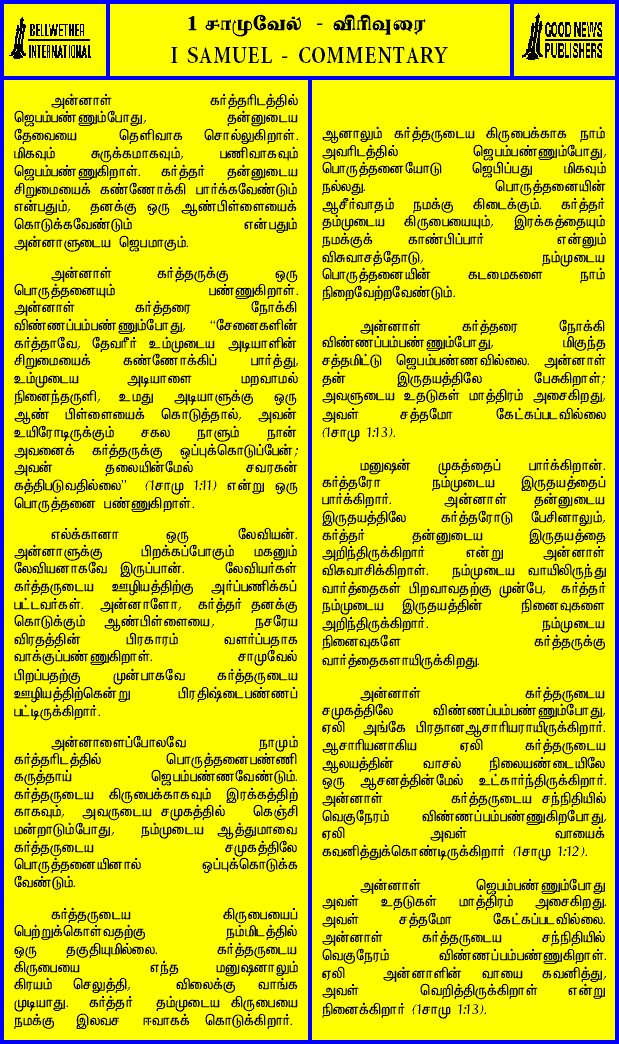 BELLWETHER
INTERNATIONAL
1 சாமுவேல் - விரிவுரை
I SAMUEL - COMMENTARY
GOOD NEWS
PUBLISHERS
அன்னாள் கர்த்தரிடத்தில்
ஜெபம்பண்ணும்போது, தன்னுடைய
தேவையை தெளிவாக சொல்லுகிறாள்.
மிகவும் சுருக்கமாகவும், பணிவாகவும்
ஜெபம்பண்ணுகிறாள். கர்த்தர் தன்னுடைய
சிறுமையைக் கண்ணோக்கி பார்க்கவேண்டும்
என்பதும், தனக்கு ஒரு ஆண்பிள்ளையைக்
கொடுக்கவேண்டும் என்பதும்
அன்னாளுடைய ஜெபமாகும்.
அன்னாள் கர்த்தருக்கு ஒரு
பொருத்தனையும் பண்ணுகிறாள்.
அன்னாள் கர்த்தரை நோக்கி
விண்ணப்பம்பண்ணும்போது, “சேனைகளின்
கர்த்தாவே, தேவரீர் உம்முடைய அடியாளின்
சிறுமையைக் கண்ணோக்கிப் பார்த்து,
உம்முடைய அடியாளை மறவாமல்
நினைந்தருளி, உமது அடியாளுக்கு ஒரு
ஆண் பிள்ளையைக் கொடுத்தால், அவன்
உயிரோடிருக்கும் சகல நாளும் நான்
அவனைக் கர்த்தருக்கு ஒப்புக்கொடுப்பேன்;
அவன் தலையின்மேல் சவரகன்
கத்திபடுவதில்லை” (1சாமு 1:11) என்று ஒரு
பொருத்தனை பண்ணுகிறாள்.
எல்க்கானா ஒரு லேவியன்.
அன்னாளுக்கு பிறக்கப்போகும் மகனும்
லேவியனாகவே இருப்பான். லேவியர்கள்
கர்த்தருடைய ஊழியத்திற்கு அர்ப்பணிக்கப்
பட்டவர்கள். அன்னாளோ, கர்த்தர் தனக்கு
கொடுக்கும் ஆண்பிள்ளையை, நசரேய
விரதத்தின் பிரகாரம் வளர்ப்பதாக
வாக்குப்பண்ணுகிறாள். சாமுவேல்
பிறப்பதற்கு முன்பாகவே கர்த்தருடைய
ஊழியத்திற்கென்று பிரதிஷ்டைபண்ணப்
பட்டிருக்கிறார்.
அன்னாளைப்போலவே நாமும்
கர்த்தரிடத்தில் பொருத்தனைபண்ணி
கருத்தாய் ஜெபம்பண்ணவேண்டும்.
கர்த்தருடைய கிருபைக்காகவும் இரக்கத்திற்
காகவும், அவருடைய சமுகத்தில் கெஞ்சி
மன்றாடும்போது, நம்முடைய ஆத்துமாவை
கர்த்தருடைய சமுகத்திலே
பொருத்தனையினால் ஒப்புக்கொடுக்க
வேண்டும்.
கர்த்தருடைய கிருபையைப்
பெற்றுக்கொள்வதற்கு நம்மிடத்தில்
ஒரு தகுதியுமில்லை. கர்த்தருடைய
கிருபையை எந்த மனுஷனாலும்
கிரயம் செலுத்தி, விலைக்கு வாங்க
முடியாது. கர்த்தர் தம்முடைய கிருபையை
நமக்கு இலவச ஈவாகக் கொடுக்கிறார்.
ஆனாலும் கர்த்தருடைய கிருபைக்காக நாம்
அவரிடத்தில் ஜெபம்பண்ணும்போது,
பொருத்தனையோடு ஜெபிப்பது மிகவும்
நல்லது. பொருத்தனையின்
ஆசீர்வாதம் நமக்கு கிடைக்கும். கர்த்தர்
தம்முடைய கிருபையையும், இரக்கத்தையும்
நமக்குக் காண்பிப்பார் என்னும்
விசுவாசத்தோடு, நம்முடைய
பொருத்தனையின் கடமைகளை நாம்
நிறைவேற்றவேண்டும்.
அன்னாள் கர்த்தரை நோக்கி
விண்ணப்பம்பண்ணும்போது, மிகுந்த
சத்தமிட்டு ஜெபம்பண்ணவில்லை. அன்னாள்
தன் இருதயத்திலே பேசுகிறாள்;
அவளுடைய உதடுகள் மாத்திரம் அசைகிறது,
அவள் சத்தமோ கேட்கப்படவில்லை
(1சாமு 1:13).
மனுஷன் முகத்தைப் பார்க்கிறான்.
கர்த்தரோ நம்முடைய இருதயத்தைப்
பார்க்கிறார். அன்னாள் தன்னுடைய
இருதயத்திலே கர்த்தரோடு பேசினாலும்,
கர்த்தர் தன்னுடைய இருதயத்தை
அறிந்திருக்கிறார் என்று அன்னாள்
விசுவாசிக்கிறாள். நம்முடைய வாயிலிருந்து
வார்த்தைகள் பிறவாவதற்கு முன்பே, கர்த்தர்
நம்முடைய இருதயத்தின் நினைவுகளை
அறிந்திருக்கிறார். நம்முடைய
நினைவுகளே கர்த்தருக்கு
வார்த்தைகளாயிருக்கிறது.
அன்னாள் கர்த்தருடைய
சமுகத்திலே விண்ணப்பம்பண்ணும்போது,
ஏலி அங்கே பிரதானஆசாரியராயிருக்கிறார்.
ஆசாரியனாகிய ஏலி கர்த்தருடைய
ஆலயத்தின் வாசல் நிலையண்டையிலே
ஒரு ஆசனத்தின்மேல் உட்கார்ந்திருக்கிறார்.
அன்னாள் கர்த்தருடைய சந்நிதியில்
வெகுநேரம் விண்ணப்பம்பண்ணுகிறபோது,
ஏலி அவள் வாயைக்
கவனித்துக்கொண்டிருக்கிறார் (1சாமு 1:12).
அன்னாள் ஜெபம்பண்ணும்போது
அவள் உதடுகள் மாத்திரம் அசைகிறது.
அவள் சத்தமோ கேட்கப்படவில்லை.
அன்னாள் கர்த்தருடைய சந்நிதியில்
வெகுநேரம் விண்ணப்பம்பண்ணுகிறாள்.
ஏலி அன்னாளின் வாயை கவனித்து,
அவள் வெறித்திருக்கிறாள் என்று
நினைக்கிறார் (1சாமு 1:13).